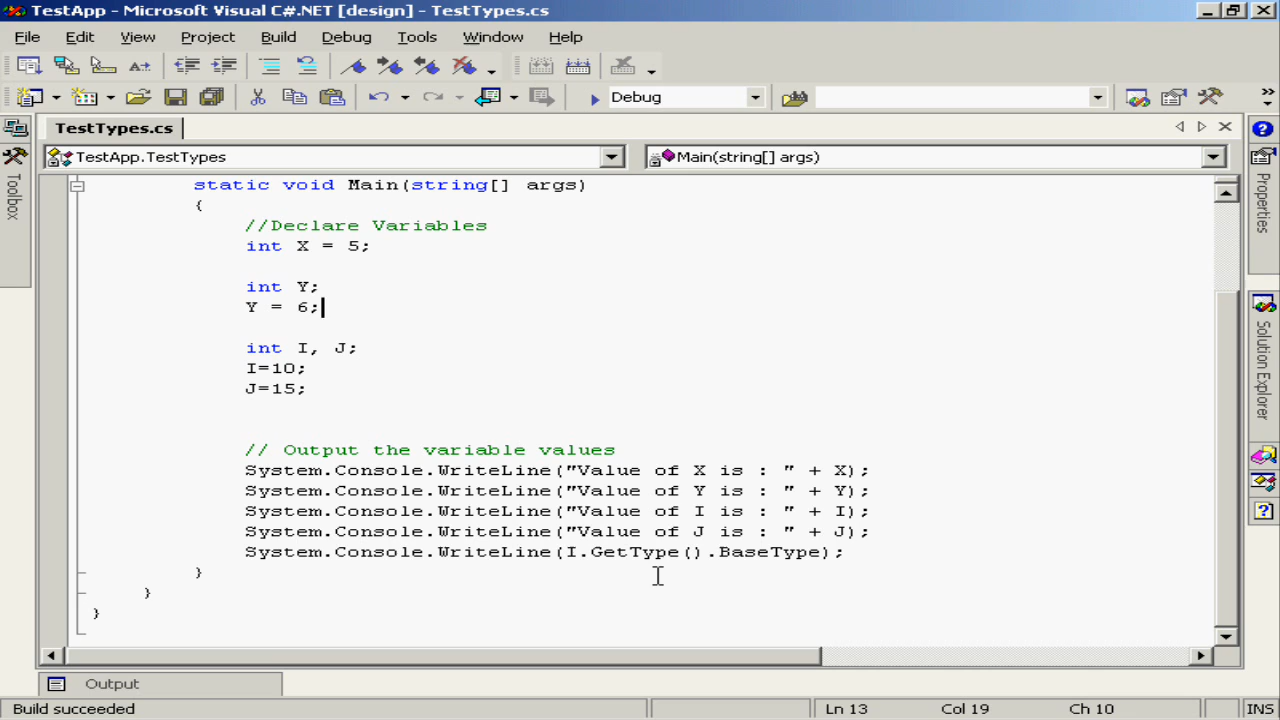 TestApp - Microsoft Visual C#.NET [design] - TestTypes.cs
File Edit View Project Build Debug Tools Window Help
Debug
TestTypes.cs
TestApp.TestTypes Main(string[] args)
Toolbox
Properties
Solution Explorer
static void Main(string[] args)
{
//Declare Variables
int X = 5;
int Y;
Y = 6;
int I, J;
I=10;
J=15;
// Output the variable values
System.Console.WriteLine("Value of X is : " + X);
System.Console.WriteLine("Value of Y is : " + Y);
System.Console.WriteLine("Value of I is : " + I);
System.Console.WriteLine("Value of J is : " + J);
System.Console.WriteLine(I.GetType().BaseType);
}
}
}
Output
Build succeeded Ln 13 Col 19 Ch 10 INS